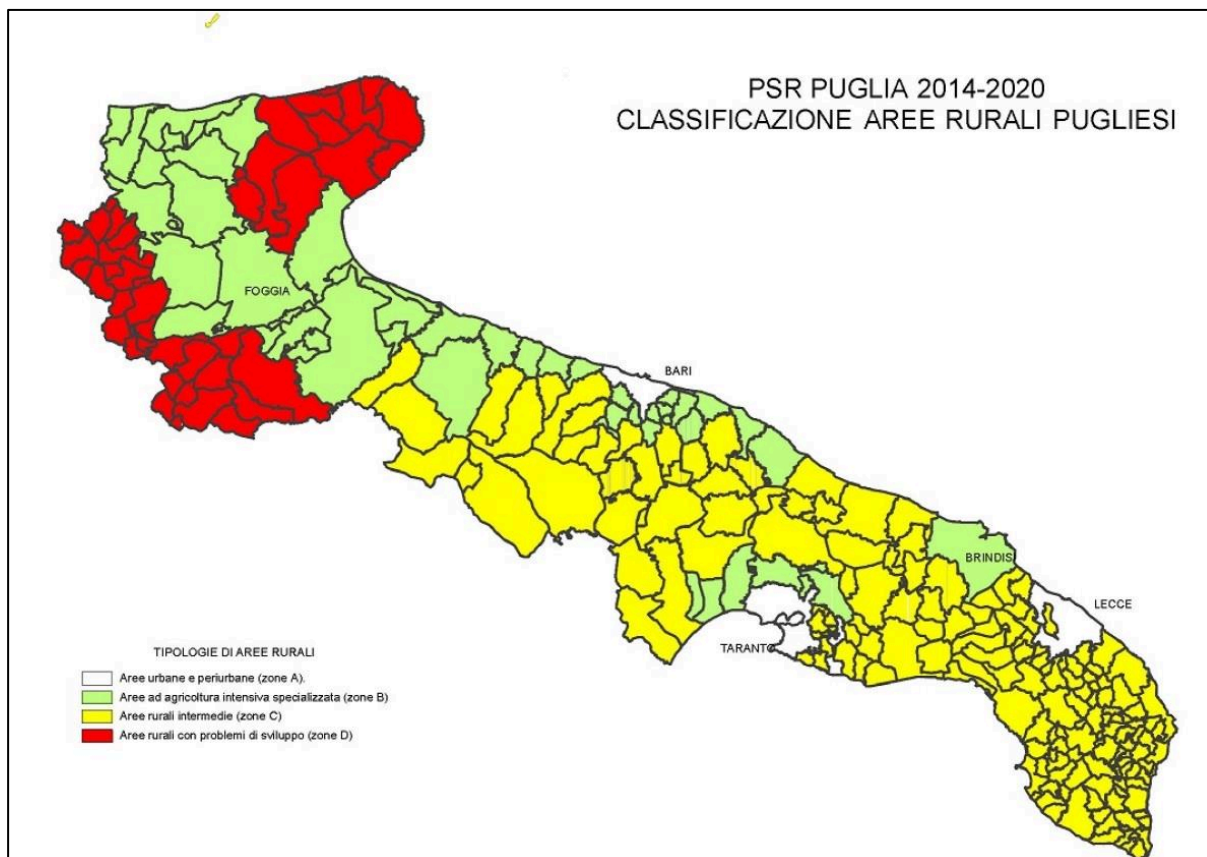 PSR PUGLIA 2014-2020
CLASSIFICAZIONE AREE RURALI PUGLIESI
FOGGIA
BARI
BRINDIS
LECCE
TARANTO
TIPOLOGIE DI AREE RURALI
Aree urbane e periurbane (zone A).
Aree ad agricoltura intensiva specializzata (zone B)
Aree rurali intermedie (zone C)
Aree rurali con problemi di sviluppo (zone D)